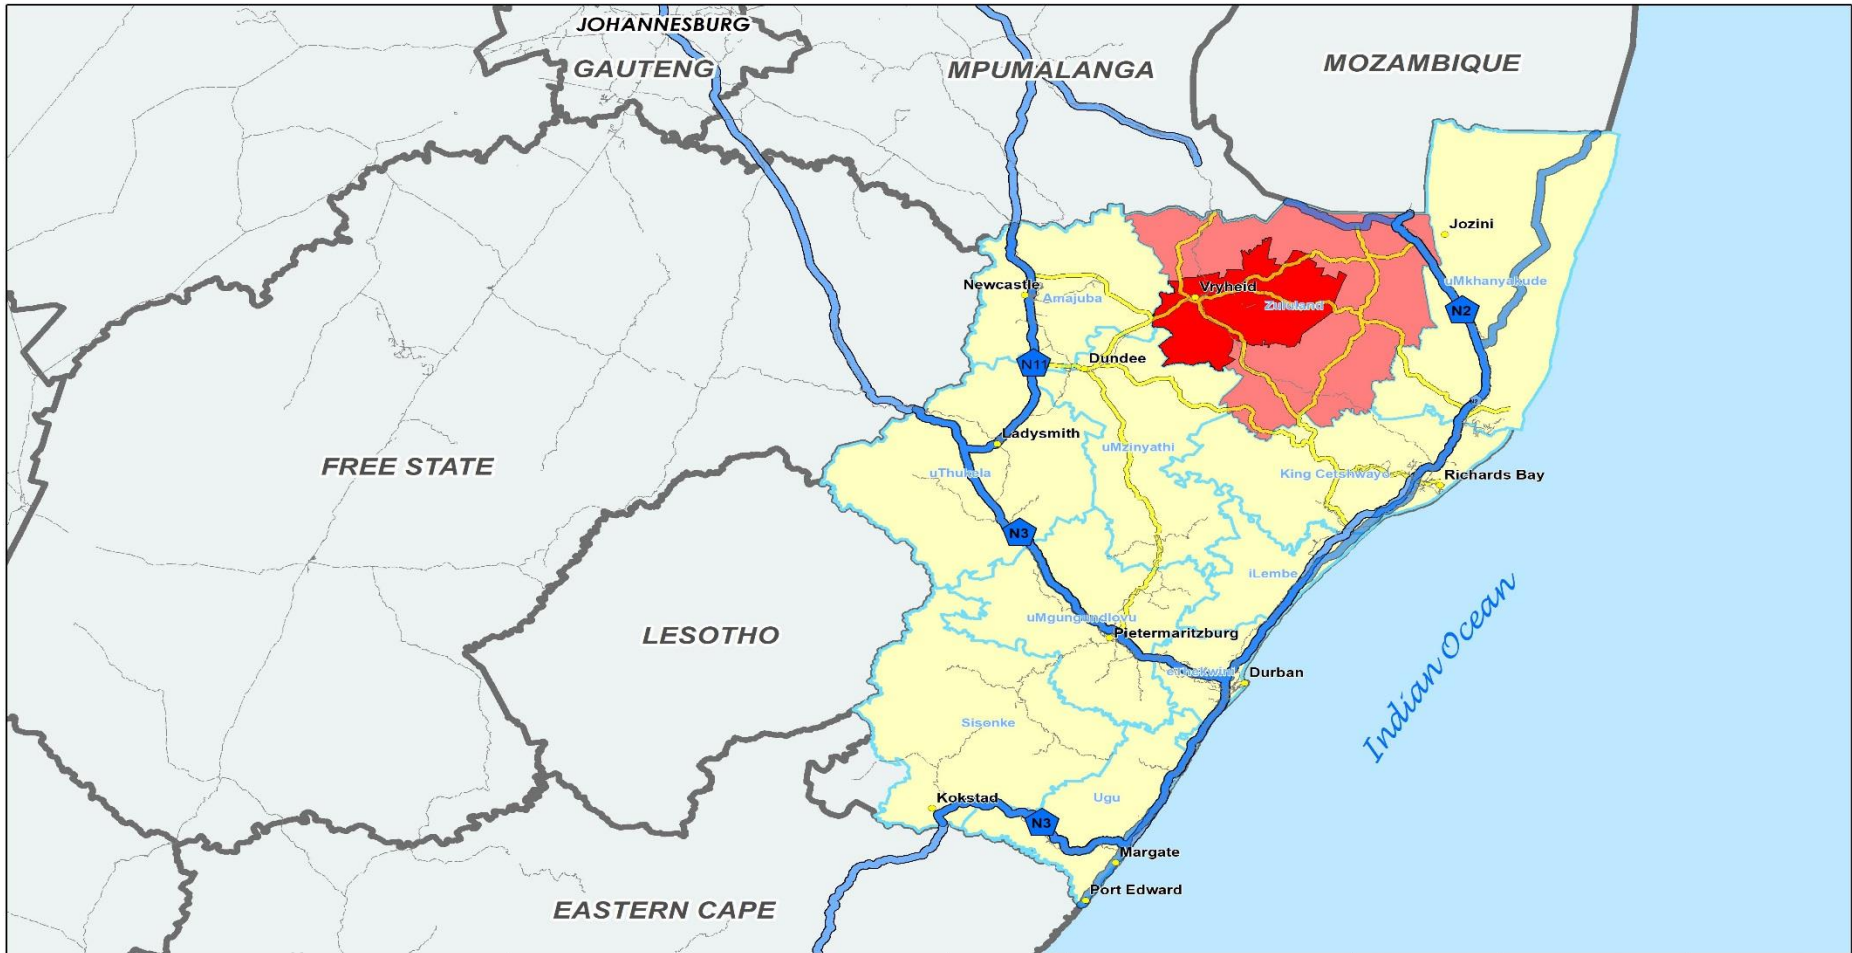 JOHANNESBURG
GAUTENG
MPUMALANGA
MOZAMBIQUE
Jozini
Newcastle
Amajuba
Vryheid
Zululand
uMkhanyakude
N2
N11
Dundee
Ladysmith
uThukela
uMzinyathi
FREE STATE
King Cetshwayo
Richards Bay
N3
iLembe
uMgungundlovu
Pietermaritzburg
LESOTHO
eThekwini
Durban
Indian Ocean
Sisonke
Kokstad
Ugu
N3
Margate
Port Edward
EASTERN CAPE